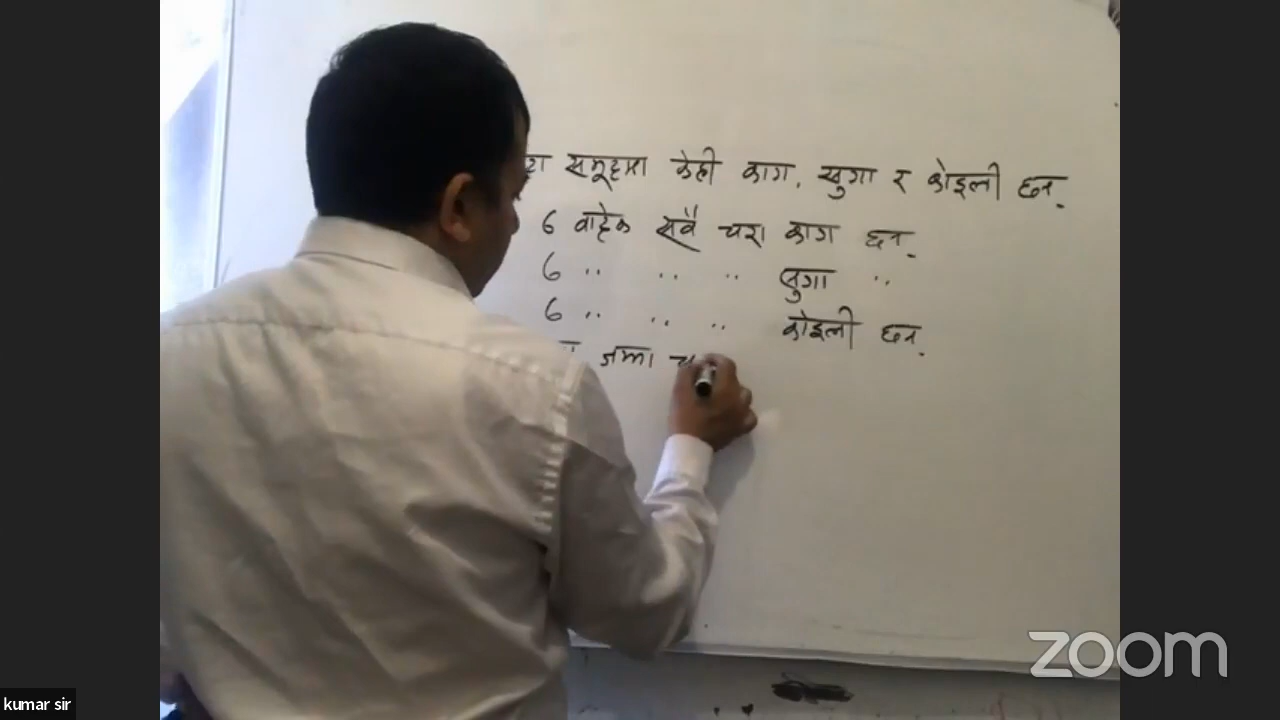 समूहमा केही काग, सुगा र कोइली छन्
6 बाहेक सबै चरा काग छन्
6 " " " सुगा "
6 " " " कोइली छन्
जम्मा
zoom
kumar sir